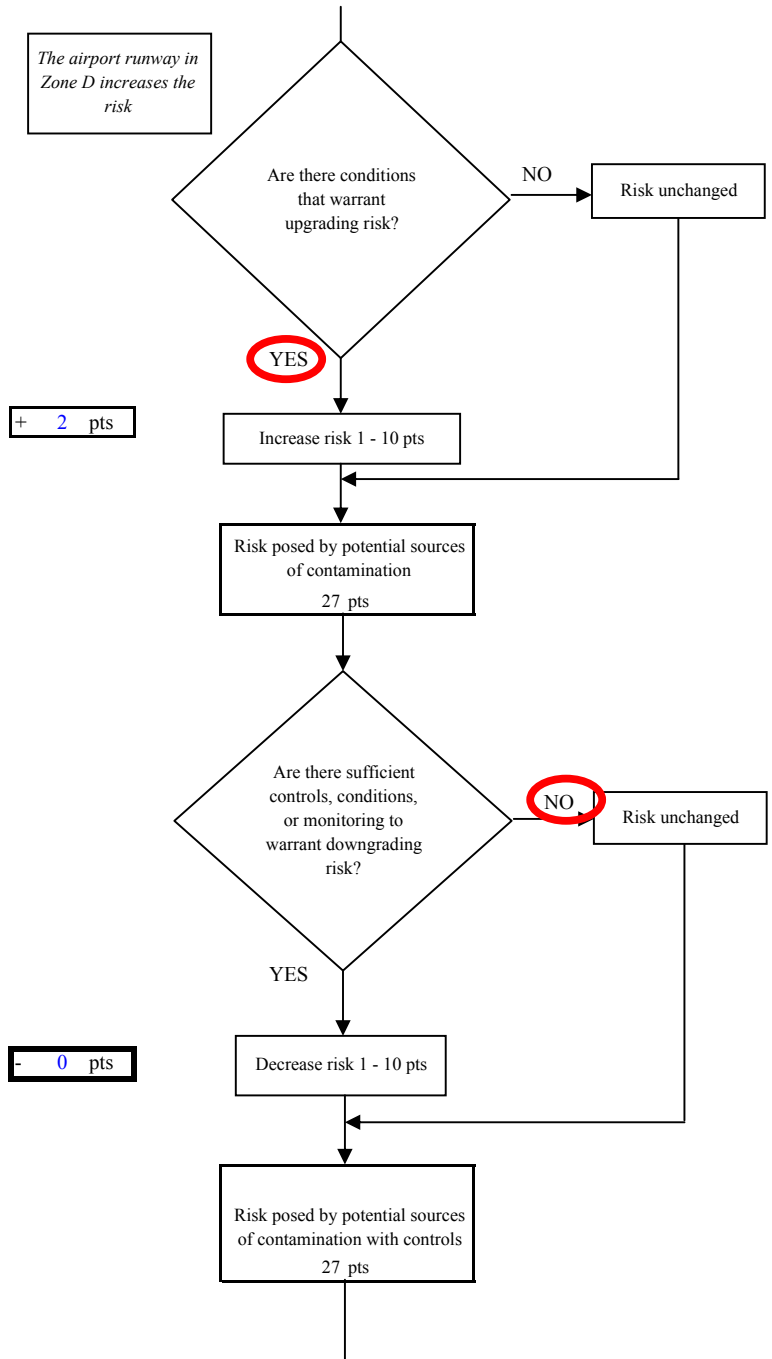 The airport runway in
Zone D increases the
risk
Are there conditions
that warrant
upgrading risk?
NO
Risk unchanged
YES
+ 2 pts
Increase risk 1 - 10 pts
Risk posed by potential sources
of contamination
27 pts
Are there sufficient
controls, conditions,
or monitoring to
warrant downgrading
risk?
NO
Risk unchanged
YES
- 0 pts
Decrease risk 1 - 10 pts
Risk posed by potential sources
of contamination with controls
27 pts